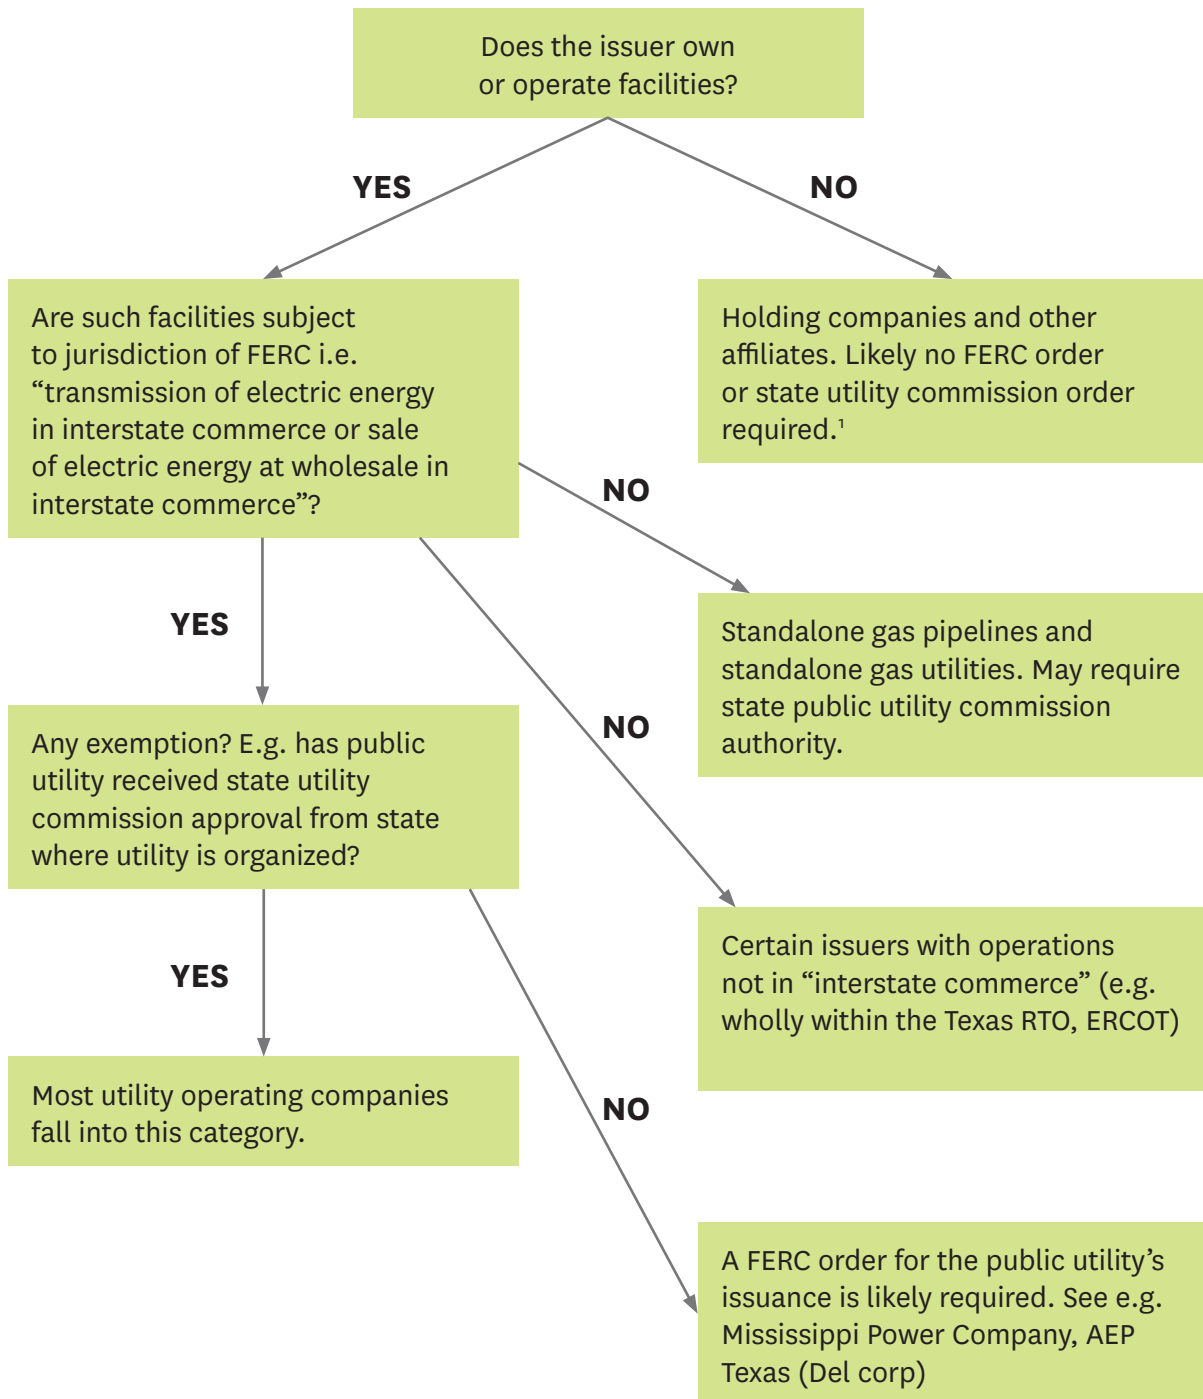 Does the issuer own
or operate facilities?
YES
NO
Are such facilities subject
to jurisdiction of FERC i.e.
“transmission of electric energy
in interstate commerce or sale
of electric energy at wholesale in
interstate commerce”?
Holding companies and other
affiliates. Likely no FERC order
or state utility commission order
required.¹
NO
YES
Standalone gas pipelines and
standalone gas utilities. May require
state public utility commission
authority.
NO
Any exemption? E.g. has public
utility received state utility
commission approval from state
where utility is organized?
YES
Certain issuers with operations
not in “interstate commerce” (e.g.
wholly within the Texas RTO, ERCOT)
Most utility operating companies
fall into this category.
NO
A FERC order for the public utility’s
issuance is likely required. See e.g.
Mississippi Power Company, AEP
Texas (Del corp)